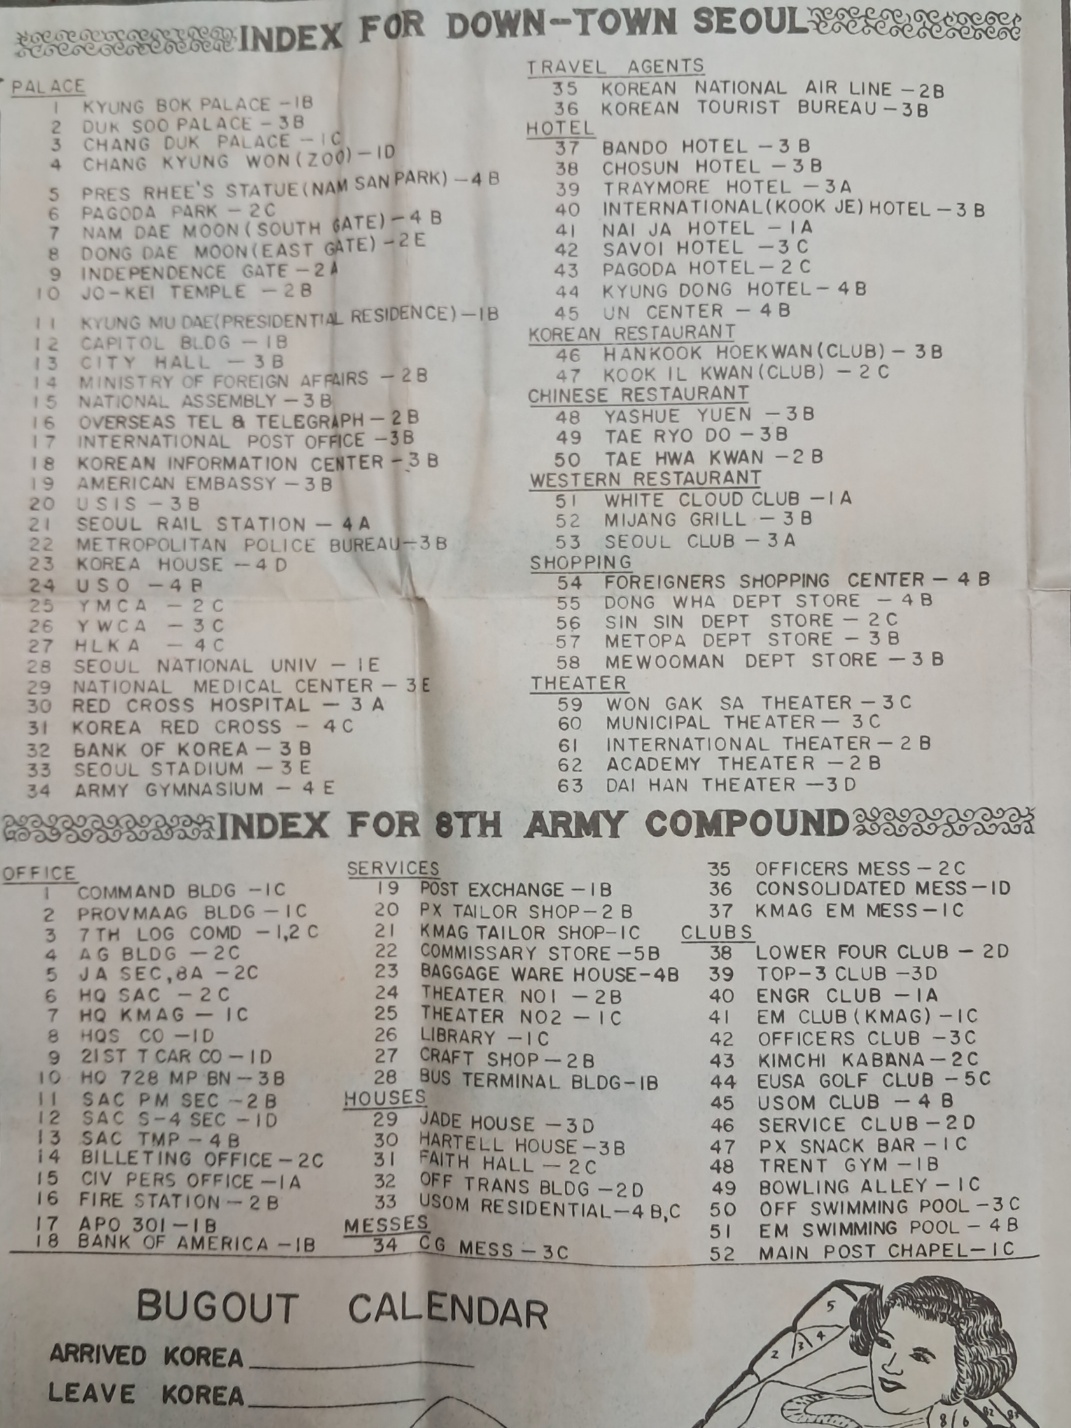 INDEX FOR DOWN-TOWN SEOUL
PALACE
1 KYUNG BOK PALACE -1B
2 DUK SOO PALACE - 3B
3 CHANG DUK PALACE - 1C
4 CHANG KYUNG WON (ZOO) - 1D
5 PRES RHEE'S STATUE (NAM SAN PARK) - 4 B
6 PAGODA PARK - 2C
7 NAM DAE MOON (SOUTH GATE) - 4 B
8 DONG DAE MOON (EAST GATE) - 2E
9 INDEPENDENCE GATE - 2A
10 JO-KEI TEMPLE - 2B
11 KYUNG MU DAE (PRESIDENTIAL RESIDENCE) - 1B
12 CAPITOL BLDG - 1B
13 CITY HALL - 3B
14 MINISTRY OF FOREIGN AFFAIRS - 2B
15 NATIONAL ASSEMBLY - 3B
16 OVERSEAS TEL & TELEGRAPH - 2B
17 INTERNATIONAL POST OFFICE - 3B
18 KOREAN INFORMATION CENTER - 3 B
19 AMERICAN EMBASSY - 3B
20 USIS - 3B
21 SEOUL RAIL STATION - 4A
22 METROPOLITAN POLICE BUREAU - 3B
23 KOREA HOUSE - 4D
24 USO - 4B
25 YMCA - 2C
26 YWCA - 3C
27 HLKA - 4C
28 SEOUL NATIONAL UNIV - 1E
29 NATIONAL MEDICAL CENTER - 3E
30 RED CROSS HOSPITAL - 3A
31 KOREA RED CROSS - 4C
32 BANK OF KOREA - 3B
33 SEOUL STADIUM - 3E
34 ARMY GYMNASIUM - 4E
TRAVEL AGENTS
35 KOREAN NATIONAL AIR LINE - 2B
36 KOREAN TOURIST BUREAU - 3B
HOTEL
37 BANDO HOTEL - 3 B
38 CHOSUN HOTEL - 3B
39 TRAYMORE HOTEL - 3A
40 INTERNATIONAL (KOOK JE) HOTEL - 3B
41 NAI JA HOTEL - 1A
42 SAVOI HOTEL - 3C
43 PAGODA HOTEL - 2C
44 KYUNG DONG HOTEL - 4B
45 UN CENTER - 4B
KOREAN RESTAURANT
46 HANKOOK HOEKWAN (CLUB) - 3B
47 KOOK IL KWAN (CLUB) - 2C
CHINESE RESTAURANT
48 YASHUE YUEN - 3B
49 TAE RYO DO - 3B
50 TAE HWA KWAN - 2B
WESTERN RESTAURANT
51 WHITE CLOUD CLUB - 1A
52 MIJANG GRILL - 3B
53 SEOUL CLUB - 3A
SHOPPING
54 FOREIGNERS SHOPPING CENTER - 4B
55 DONG WHA DEPT STORE - 4B
56 SIN SIN DEPT STORE - 2C
57 METOPA DEPT STORE - 3B
58 MEWOOMAN DEPT STORE - 3B
THEATER
59 WON GAK SA THEATER - 3C
60 MUNICIPAL THEATER - 3C
61 INTERNATIONAL THEATER - 2B
62 ACADEMY THEATER - 2B
63 DAI HAN THEATER - 3D
INDEX FOR 8TH ARMY COMPOUND
OFFICE
1 COMMAND BLDG - 1C
2 PROVMAAG BLDG - 1C
3 7TH LOG COMD - 1,2C
4 AG BLDG - 2C
5 JA SEC, 8A - 2C
6 HQ SAC - 2C
7 HQ KMAG - 1C
8 HQS CO - 1D
9 21ST T CAR CO - 1D
10 HQ 728 MP BN - 3B
11 SAC PM SEC - 2B
12 SAC S-4 SEC - 1D
13 SAC TMP - 4B
14 BILLETING OFFICE - 2C
15 CIV PERS OFFICE - 1A
16 FIRE STATION - 2B
17 APO 301 - 1B
18 BANK OF AMERICA - 1B
SERVICES
19 POST EXCHANGE - 1B
20 PX TAILOR SHOP - 2B
21 KMAG TAILOR SHOP - 1C
22 COMMISSARY STORE - 5B
23 BAGGAGE WARE HOUSE - 4B
24 THEATER NO1 - 2B
25 THEATER NO2 - 1C
26 LIBRARY - 1C
27 CRAFT SHOP - 2B
28 BUS TERMINAL BLDG - 1B
HOUSES
29 JADE HOUSE - 3D
30 HARTELL HOUSE - 3B
31 FAITH HALL - 2C
32 OFF TRANS BLDG - 2D
33 USOM RESIDENTIAL - 4B,C
MESSES
34 CG MESS - 3C
35 OFFICERS MESS - 2C
36 CONSOLIDATED MESS - 1D
37 KMAG EM MESS - 1C
CLUBS
38 LOWER FOUR CLUB - 2D
39 TOP-3 CLUB - 3D
40 ENGR CLUB - 1A
41 EM CLUB (KMAG) - 1C
42 OFFICERS CLUB - 3C
43 KIMCHI KABANA - 2C
44 EUSA GOLF CLUB - 5C
45 USOM CLUB - 4B
46 SERVICE CLUB - 2D
47 PX SNACK BAR - 1C
48 TRENT GYM - 1B
49 BOWLING ALLEY - 1C
50 OFF SWIMMING POOL - 3C
51 EM SWIMMING POOL - 4B
52 MAIN POST CHAPEL - 1C
BUGOUT CALENDAR
ARRIVED KOREA
LEAVE KOREA
5
2 3 4
8/6